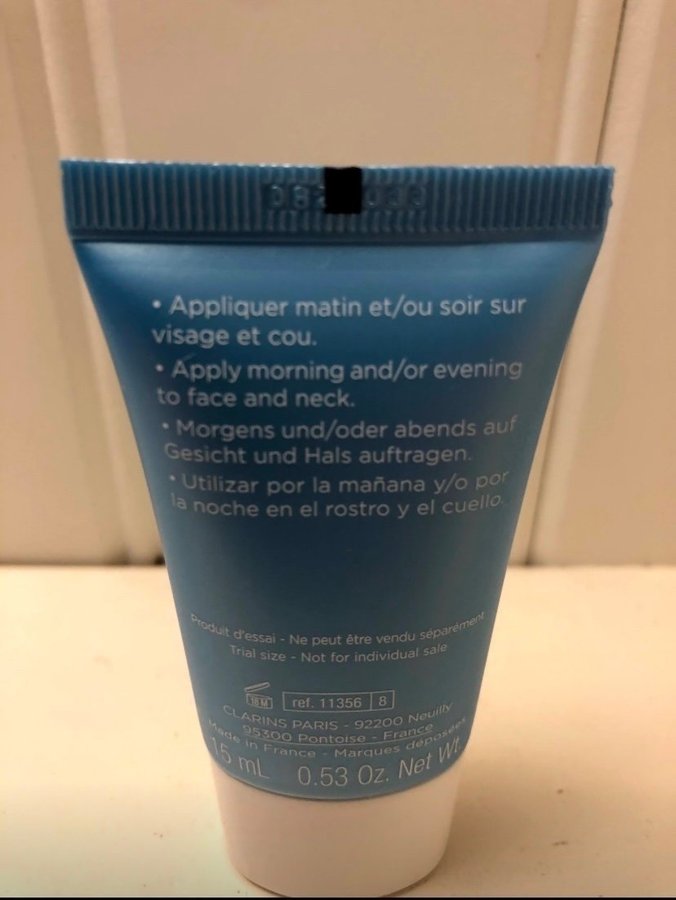 • Appliquer matin et/ou soir sur
visage et cou.
• Apply morning and/or evening
to face and neck.
• Morgens und/oder abends auf
Gesicht und Hals auftragen.
• Utilizar por la mañana y/o por
la noche en el rostro y el cuello.
Produit d'essai - Ne peut être vendu séparément
Trial size - Not for individual sale
18 M ref. 11356 8
CLARINS PARIS - 92200 Neuilly
95300 Pontoise - France
Made in France - Marques déposées
15 mL 0.53 Oz. Net Wt.